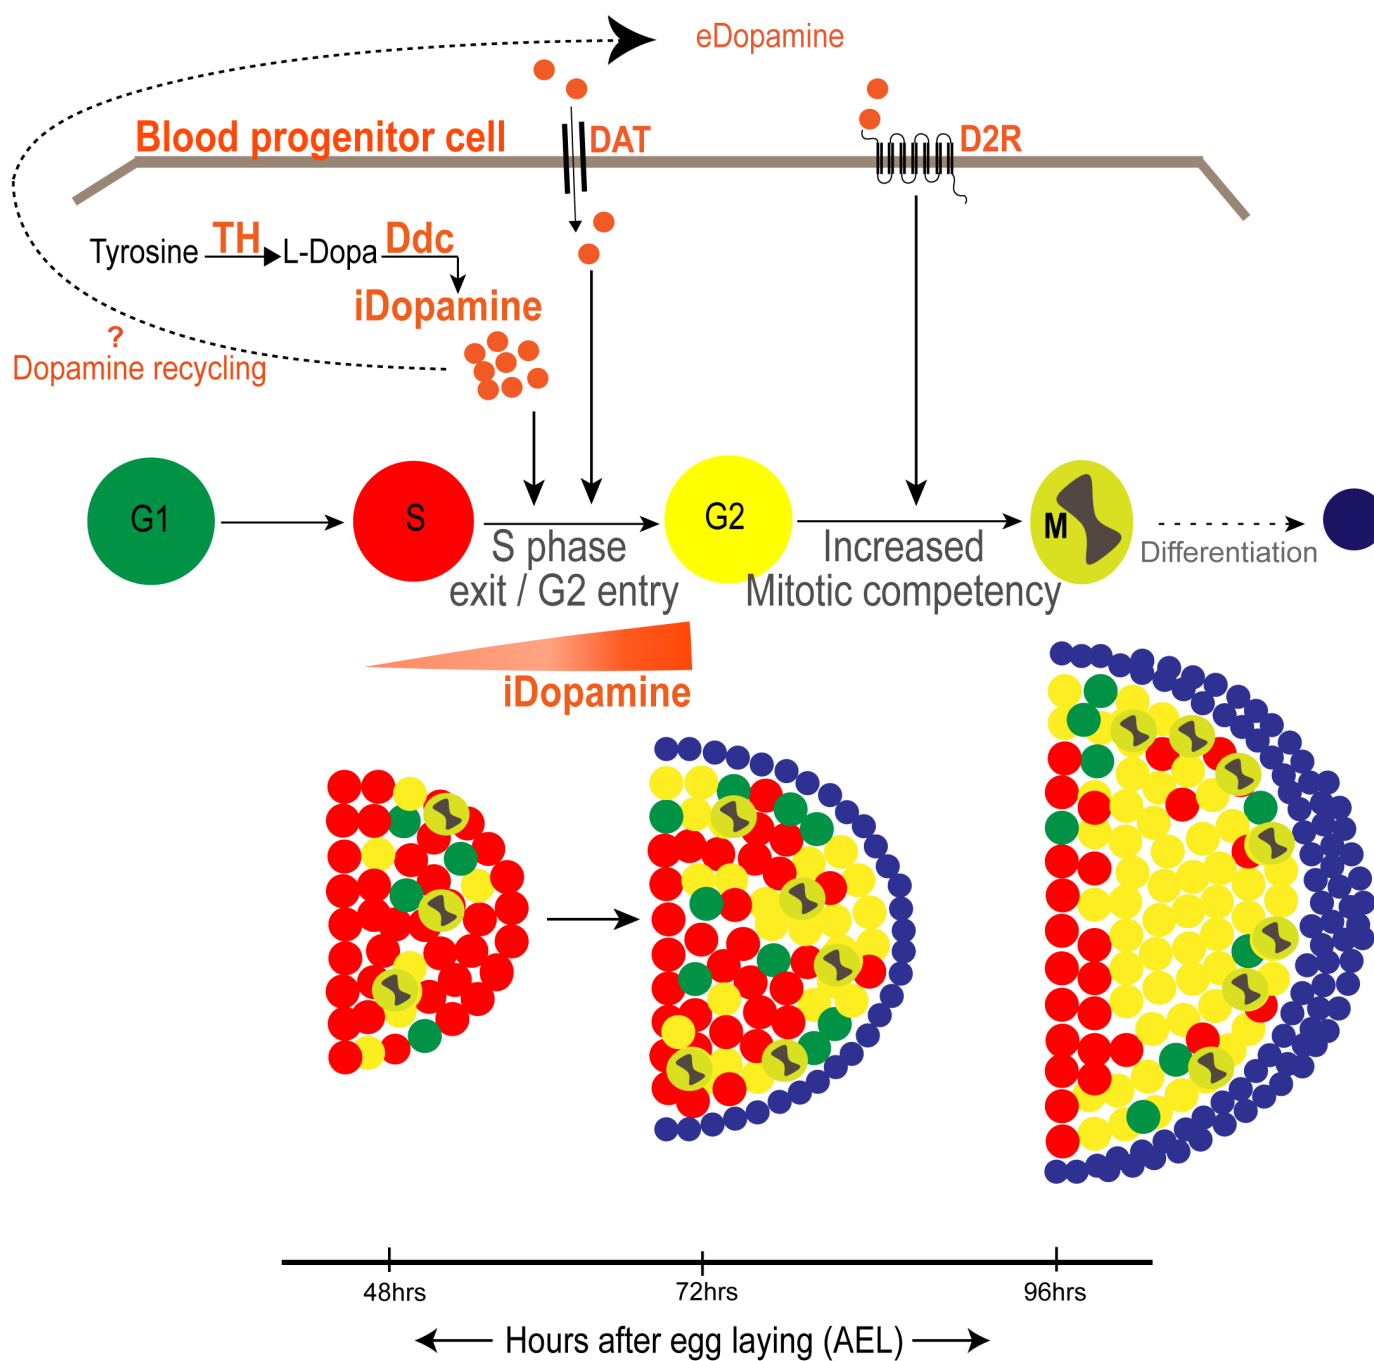 eDopamine
Blood progenitor cell
DAT
D2R
Tyrosine
TH
L-Dopa
Ddc
iDopamine
?
Dopamine recycling
G1
S
G2
M
S phase
exit / G2 entry
Increased
Mitotic competency
Differentiation
iDopamine
48hrs
72hrs
96hrs
Hours after egg laying (AEL)